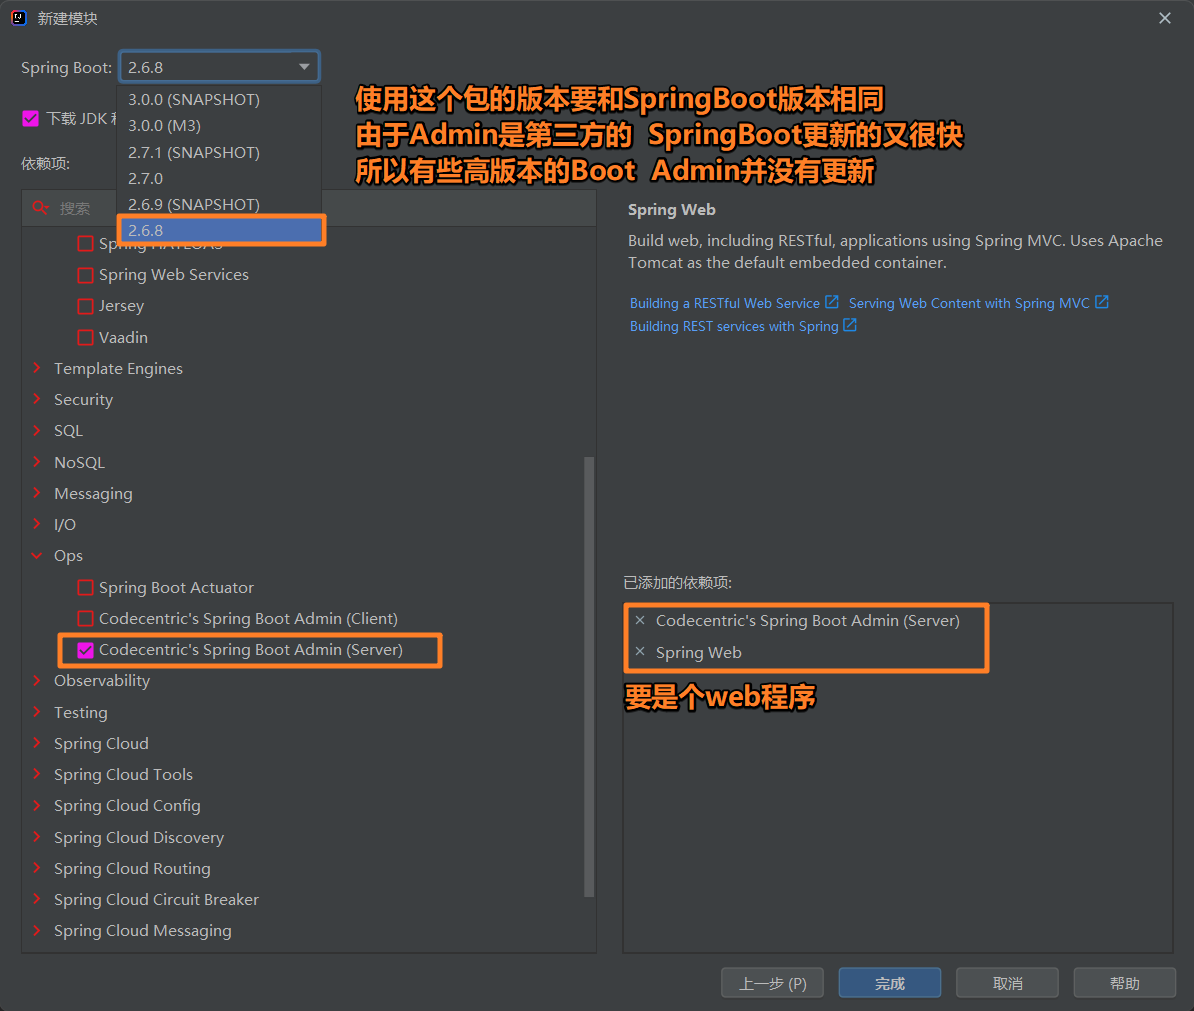 新建模块
Spring Boot:
2.6.8
3.0.0 (SNAPSHOT)
3.0.0 (M3)
2.7.1 (SNAPSHOT)
2.7.0
2.6.9 (SNAPSHOT)
2.6.8
使用这个包的版本要和SpringBoot版本相同
由于Admin是第三方的 SpringBoot更新的又很快
所以有些高版本的Boot Admin并没有更新
下载 JDK
依赖项:
搜索
Spring HATEOAS
Spring Web Services
Jersey
Vaadin
Template Engines
Security
SQL
NoSQL
Messaging
I/O
Ops
Spring Boot Actuator
Codecentric's Spring Boot Admin (Client)
Codecentric's Spring Boot Admin (Server)
Observability
Testing
Spring Cloud
Spring Cloud Tools
Spring Cloud Config
Spring Cloud Discovery
Spring Cloud Routing
Spring Cloud Circuit Breaker
Spring Cloud Messaging
Spring Web
Build web, including RESTful, applications using Spring MVC. Uses Apache
Tomcat as the default embedded container.
Building a RESTful Web Service Serving Web Content with Spring MVC
Building REST services with Spring
已添加的依赖项:
Codecentric's Spring Boot Admin (Server)
Spring Web
要是个web程序
上一步 (P) 完成 取消 帮助